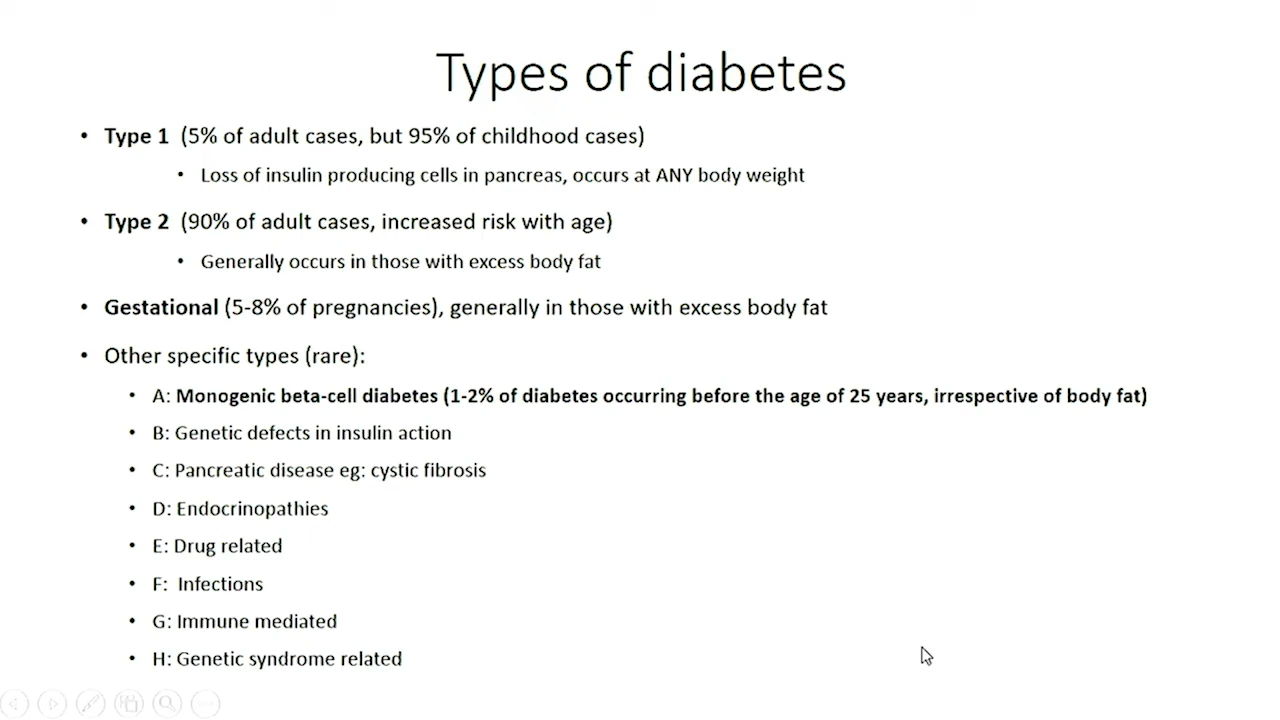 Types of diabetes
• Type 1 (5% of adult cases, but 95% of childhood cases)
• Loss of insulin producing cells in pancreas, occurs at ANY body weight
• Type 2 (90% of adult cases, increased risk with age)
• Generally occurs in those with excess body fat
• Gestational (5-8% of pregnancies), generally in those with excess body fat
• Other specific types (rare):
• A: Monogenic beta-cell diabetes (1-2% of diabetes occurring before the age of 25 years, irrespective of body fat)
• B: Genetic defects in insulin action
• C: Pancreatic disease eg: cystic fibrosis
• D: Endocrinopathies
• E: Drug related
• F: Infections
• G: Immune mediated
• H: Genetic syndrome related